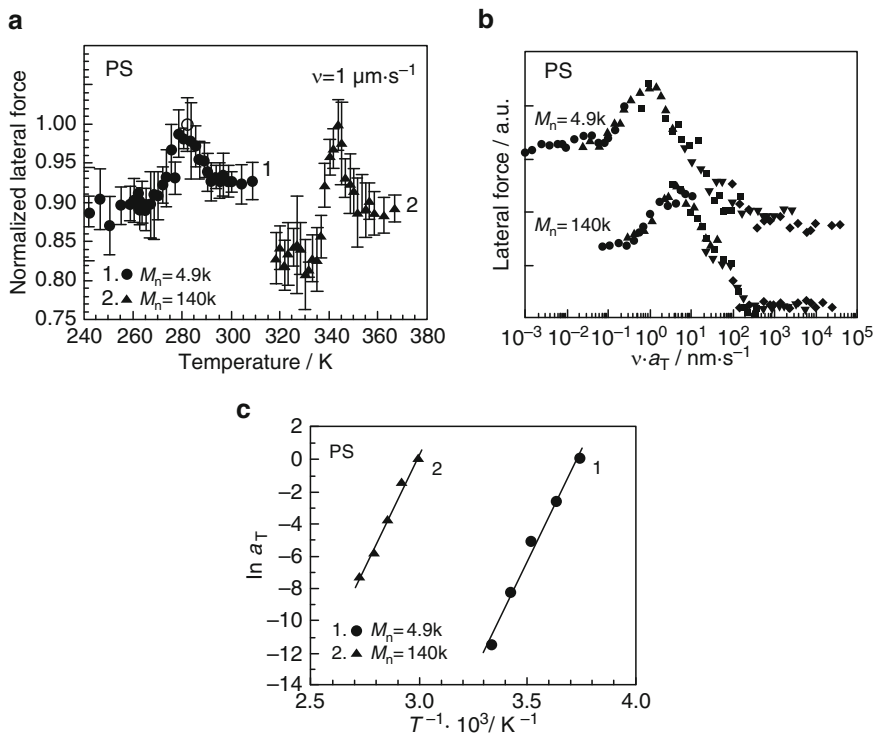 a
PS
ν=1 μm·s⁻¹
Normalized lateral force
1.00
0.95
0.90
0.85
0.80
0.75
1
2
1. ● Mn=4.9k
2. ▲ Mn=140k
240 260 280 300 320 340 360 380
Temperature / K
b
PS
Mn=4.9k
Mn=140k
Lateral force / a.u.
10⁻³ 10⁻² 10⁻¹ 10⁰ 10¹ 10² 10³ 10⁴ 10⁵
ν·aT / nm·s⁻¹
c
PS
2
0
−2
−4
−6
−8
−10
−12
−14
ln aT
2
1
1. ● Mn=4.9k
2. ▲ Mn=140k
2.5 3.0 3.5 4.0
T⁻¹· 10³/ K⁻¹